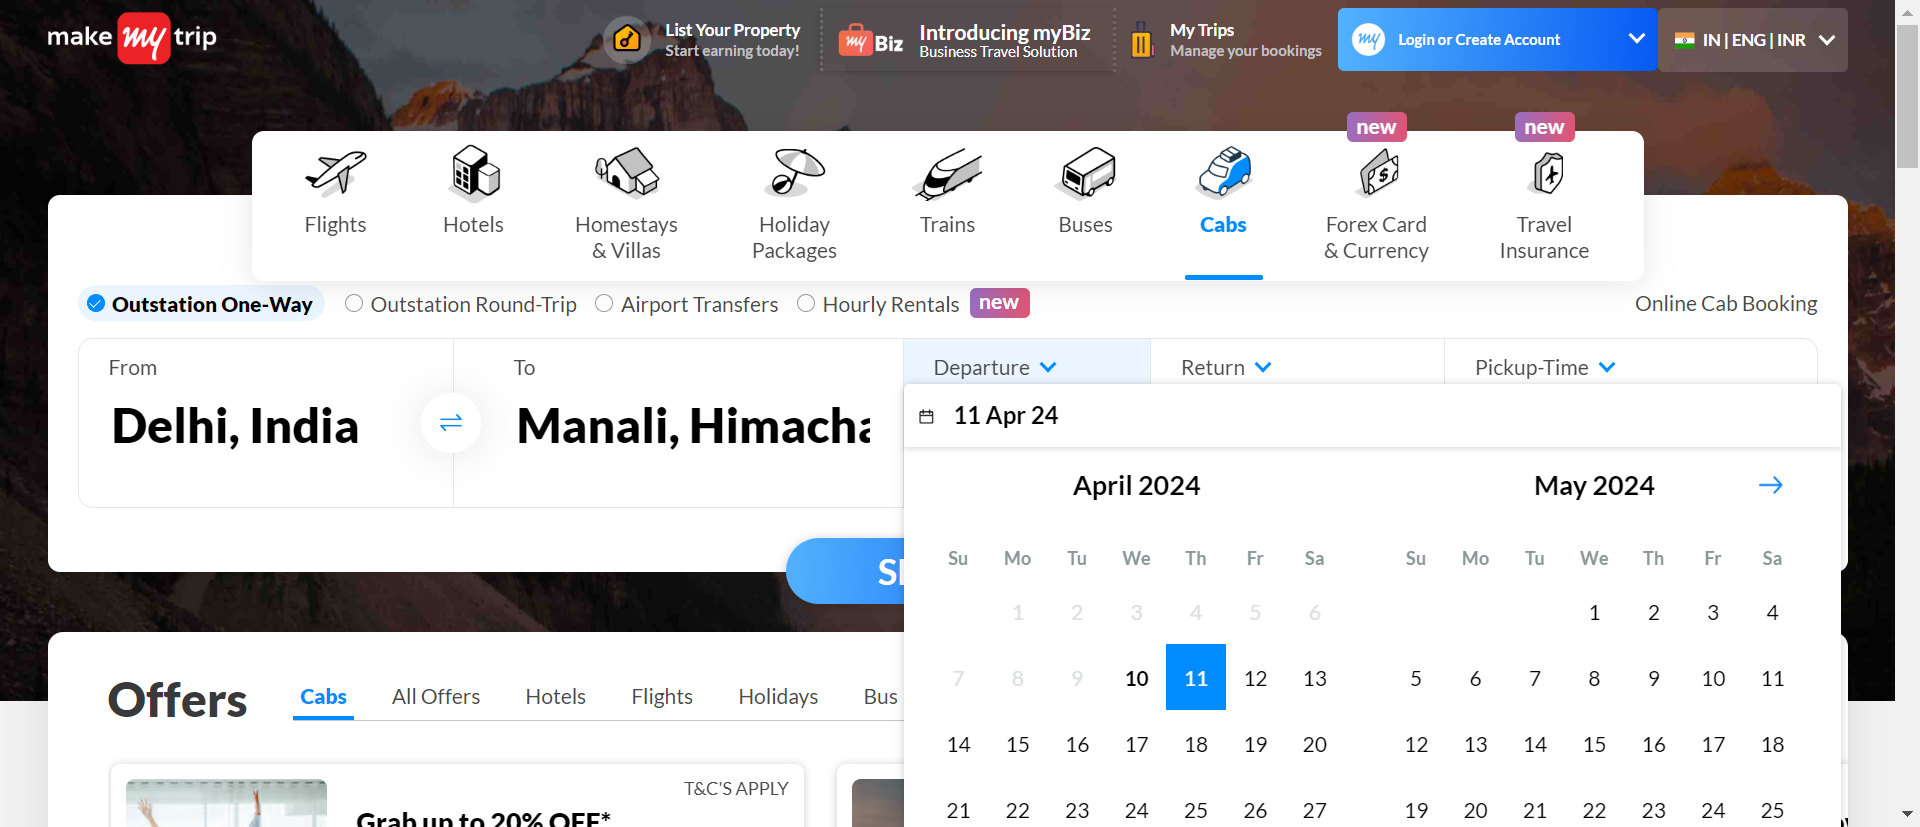 make my trip
List Your Property
Start earning today!
my Biz
Introducing myBiz
Business Travel Solution
My Trips
Manage your bookings
my
Login or Create Account
IN | ENG | INR
new
new
Flights
Hotels
Homestays
& Villas
Holiday
Packages
Trains
Buses
Cabs
Forex Card
& Currency
Travel
Insurance
Outstation One-Way
Outstation Round-Trip
Airport Transfers
Hourly Rentals
new
Online Cab Booking
From
To
Departure
Return
Pickup-Time
Delhi, India
Manali, Himacha
11 Apr 24
April 2024
May 2024
Su Mo Tu We Th Fr Sa
1 2 3 4 5 6
7 8 9 10 11 12 13
14 15 16 17 18 19 20
21 22 23 24 25 26 27
Su Mo Tu We Th Fr Sa
1 2 3 4
5 6 7 8 9 10 11
12 13 14 15 16 17 18
19 20 21 22 23 24 25
Offers
Cabs
All Offers
Hotels
Flights
Holidays
Bus
T&C'S APPLY
Grab up to 20% OFF*